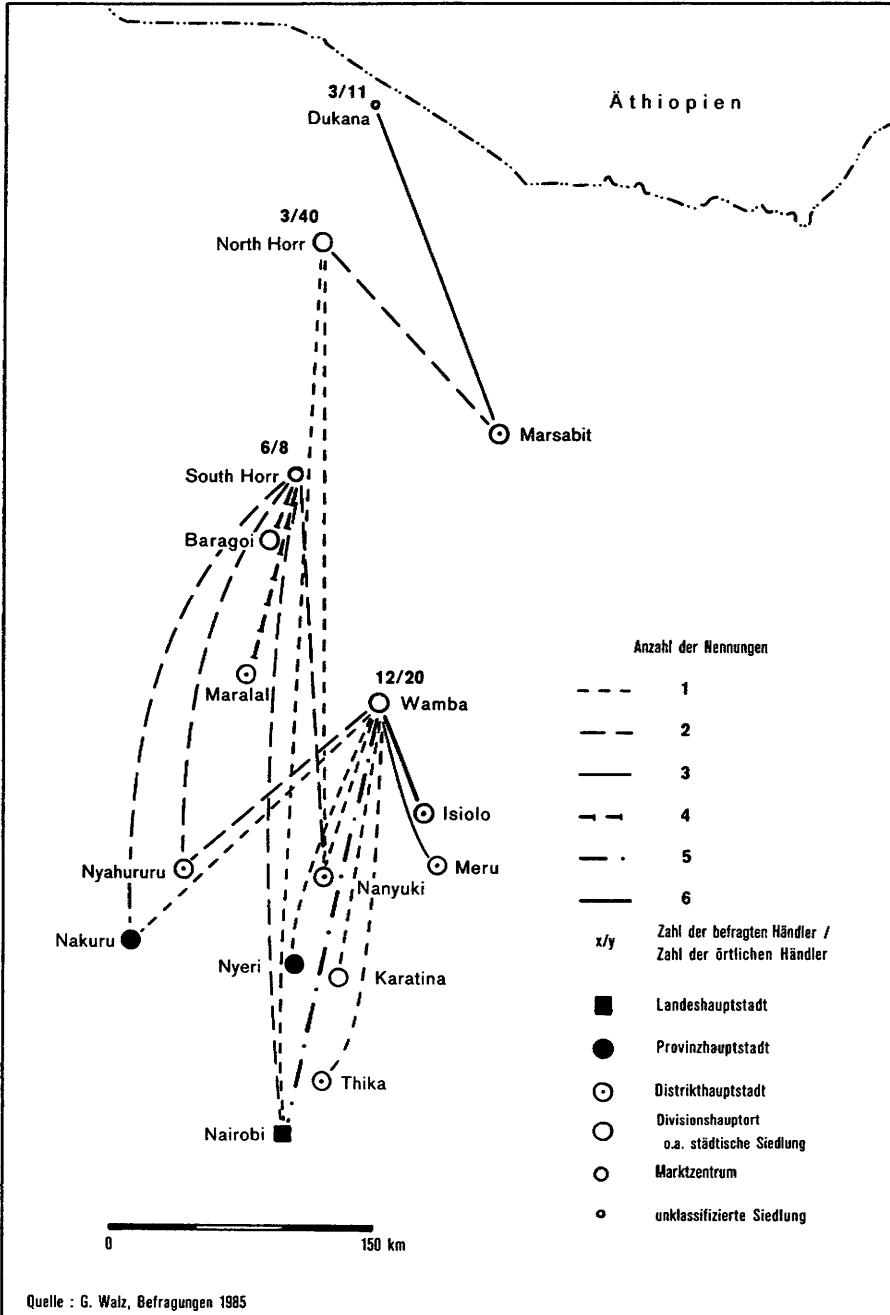 3/11
Dukana
Äthiopien
3/40
North Horr
Marsabit
6/8
South Horr
Baragoi
Maralal
12/20
Wamba
Isiolo
Nyahururu
Nanyuki
Meru
Nakuru
Nyeri
Karatina
Thika
Nairobi
Anzahl der Nennungen
1
2
3
4
5
6
x/y Zahl der befragten Händler /
Zahl der örtlichen Händler
Landeshauptstadt
Provinzhauptstadt
Distrikthauptstadt
Divisionshauptort
o.a. städtische Siedlung
Marktzentrum
unklassifizierte Siedlung
0 150 km
Quelle : G. Walz, Befragungen 1985